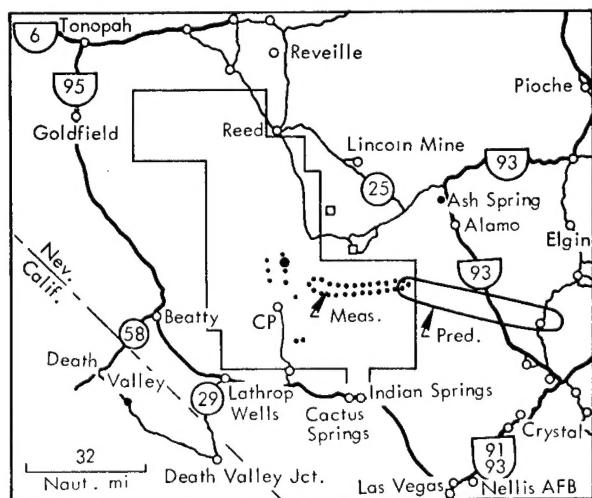 6
Tonopah
Reveille
95
Pioche
Goldfield
Reed
Lincoln Mine
93
25
Ash Spring
Alamo
Elgin
Nev.
Calif.
93
CP
Meas.
Pred.
Beatty
58
Death
Valley
29
Lathrop
Wells
Cactus
Springs
Indian Springs
32
Naut. mi
Death Valley Jct.
91
93
Crystal
Las Vegas
Nellis AFB